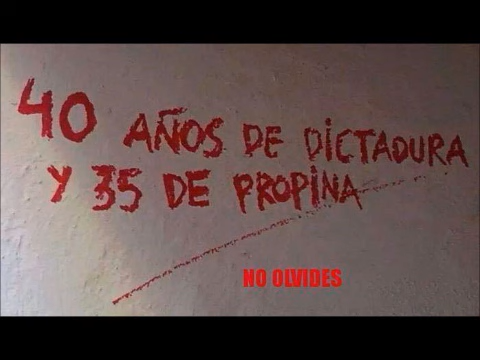 40 AÑOS DE DICTADURA
Y 35 DE PROPINA
NO OLVIDES